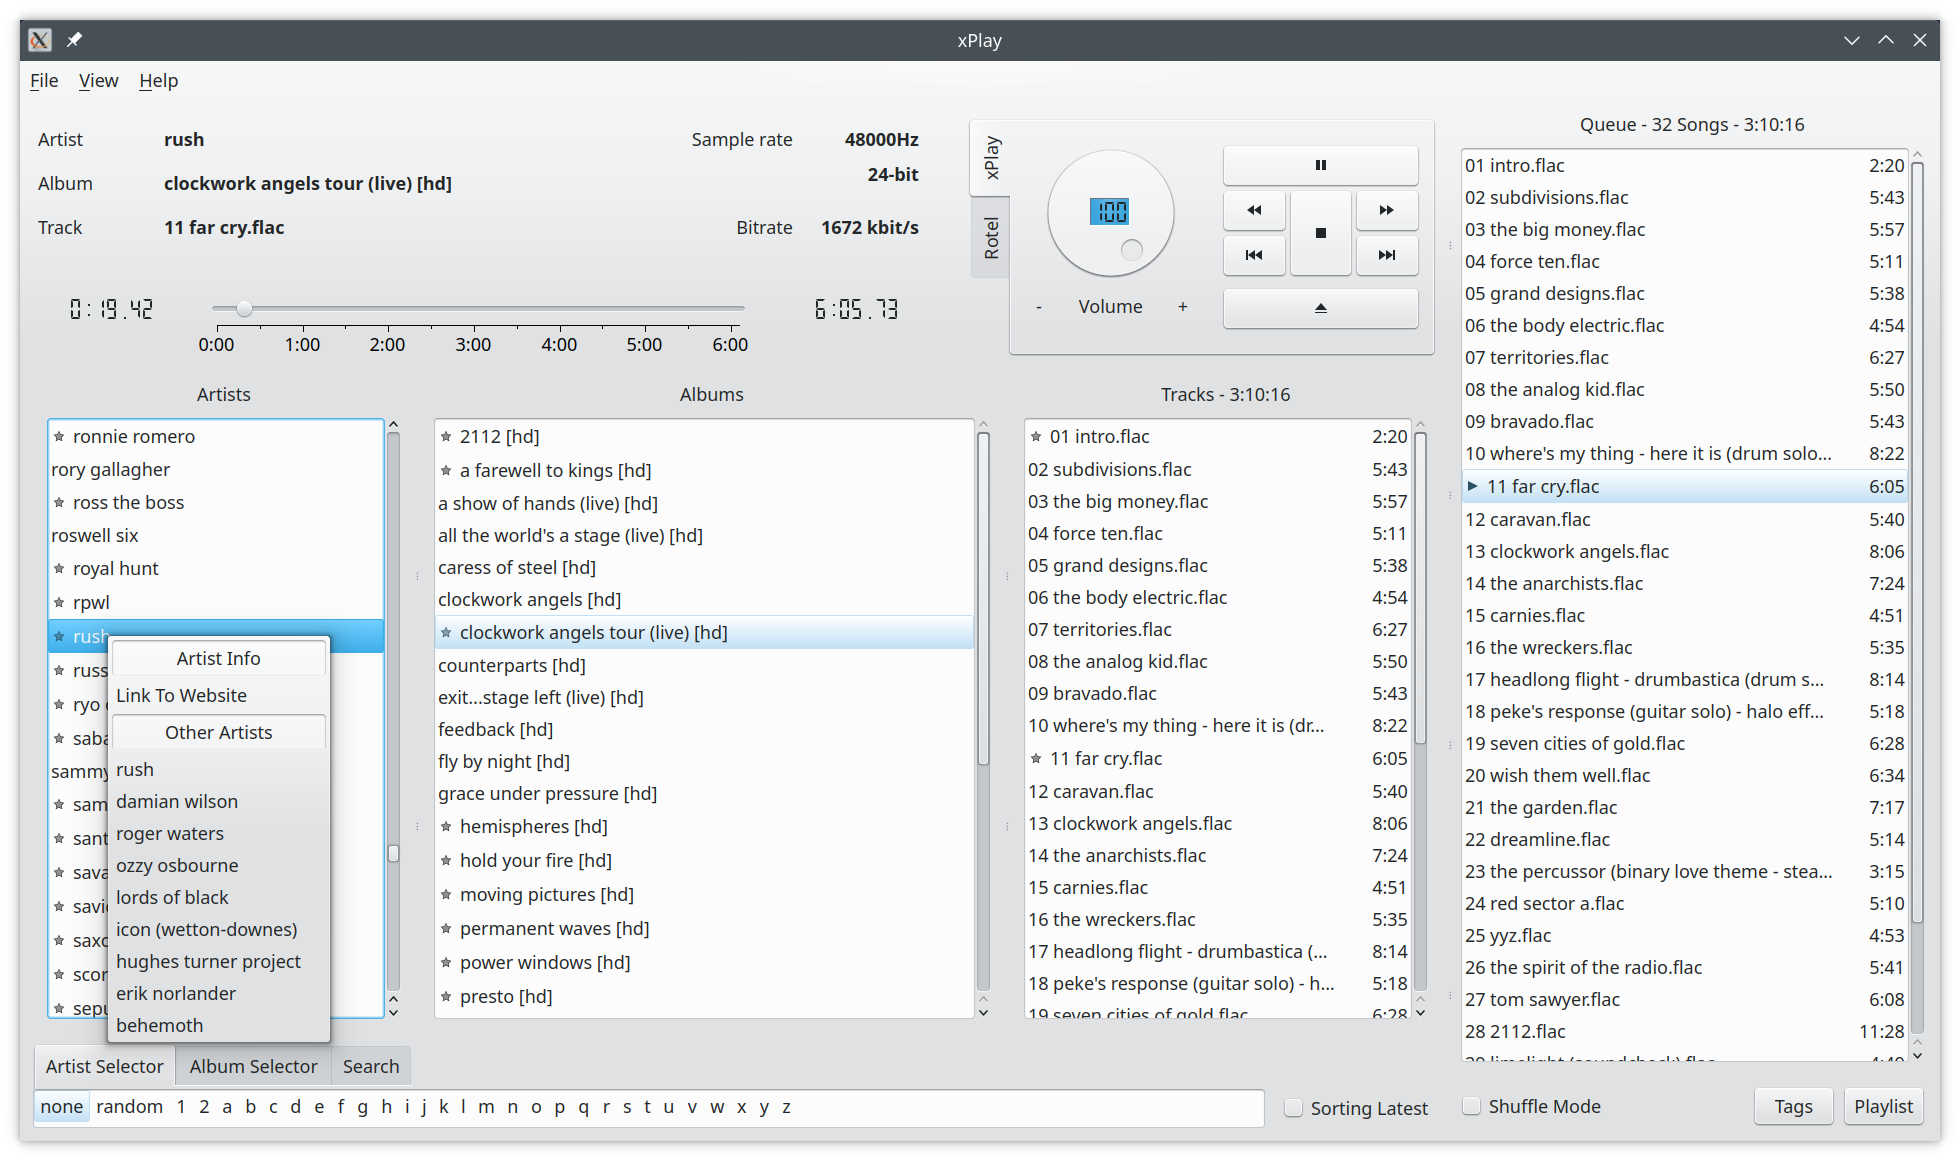 xPlay
File View Help
Artist rush
Album clockwork angels tour (live) [hd]
Track 11 far cry.flac
Sample rate 48000Hz
24-bit
Bitrate 1672 kbit/s
0:19.42
6:05.73
0:00 1:00 2:00 3:00 4:00 5:00 6:00
xPlay
Rotel
100
- Volume +
Artists
ronnie romero
rory gallagher
ross the boss
roswell six
royal hunt
rpwl
rush
Artist Info
Link To Website
Other Artists
rush
damian wilson
roger waters
ozzy osbourne
lords of black
icon (wetton-downes)
hughes turner project
erik norlander
behemoth
Albums
2112 [hd]
a farewell to kings [hd]
a show of hands (live) [hd]
all the world's a stage (live) [hd]
caress of steel [hd]
clockwork angels [hd]
clockwork angels tour (live) [hd]
counterparts [hd]
exit...stage left (live) [hd]
feedback [hd]
fly by night [hd]
grace under pressure [hd]
hemispheres [hd]
hold your fire [hd]
moving pictures [hd]
permanent waves [hd]
power windows [hd]
presto [hd]
Tracks - 3:10:16
01 intro.flac 2:20
02 subdivisions.flac 5:43
03 the big money.flac 5:57
04 force ten.flac 5:11
05 grand designs.flac 5:38
06 the body electric.flac 4:54
07 territories.flac 6:27
08 the analog kid.flac 5:50
09 bravado.flac 5:43
10 where's my thing - here it is (dr... 8:22
11 far cry.flac 6:05
12 caravan.flac 5:40
13 clockwork angels.flac 8:06
14 the anarchists.flac 7:24
15 carnies.flac 4:51
16 the wreckers.flac 5:35
17 headlong flight - drumbastica (... 8:14
18 peke's response (guitar solo) - h... 5:18
19 seven cities of gold.flac 6:28
Queue - 32 Songs - 3:10:16
01 intro.flac 2:20
02 subdivisions.flac 5:43
03 the big money.flac 5:57
04 force ten.flac 5:11
05 grand designs.flac 5:38
06 the body electric.flac 4:54
07 territories.flac 6:27
08 the analog kid.flac 5:50
09 bravado.flac 5:43
10 where's my thing - here it is (drum solo... 8:22
11 far cry.flac 6:05
12 caravan.flac 5:40
13 clockwork angels.flac 8:06
14 the anarchists.flac 7:24
15 carnies.flac 4:51
16 the wreckers.flac 5:35
17 headlong flight - drumbastica (drum s... 8:14
18 peke's response (guitar solo) - halo eff... 5:18
19 seven cities of gold.flac 6:28
20 wish them well.flac 6:34
21 the garden.flac 7:17
22 dreamline.flac 5:14
23 the percussor (binary love theme - stea... 3:15
24 red sector a.flac 5:10
25 yyz.flac 4:53
26 the spirit of the radio.flac 5:41
27 tom sawyer.flac 6:08
28 2112.flac 11:28
Artist Selector Album Selector Search
none random 1 2 a b c d e f g h i j k l m n o p q r s t u v w x y z
Sorting Latest
Shuffle Mode
Tags
Playlist